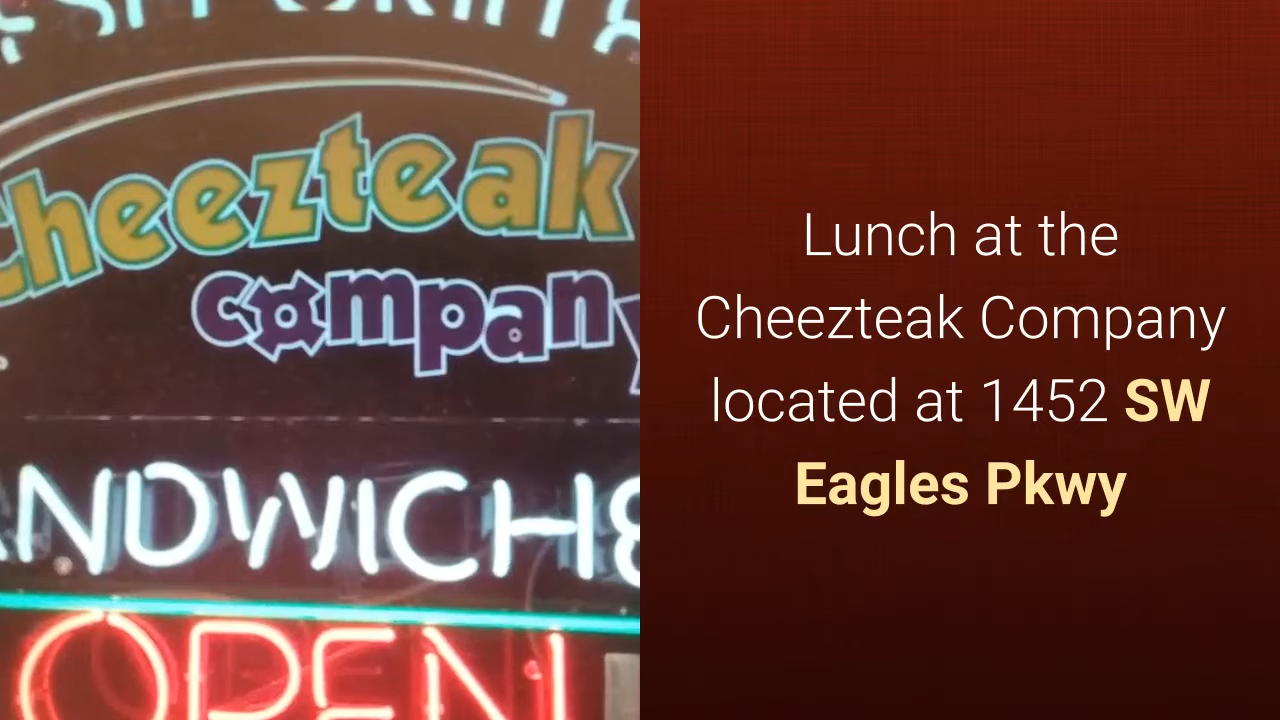 Cheezteak
company
OPEN
Lunch at the
Cheezteak Company
located at 1452 SW
Eagles Pkwy